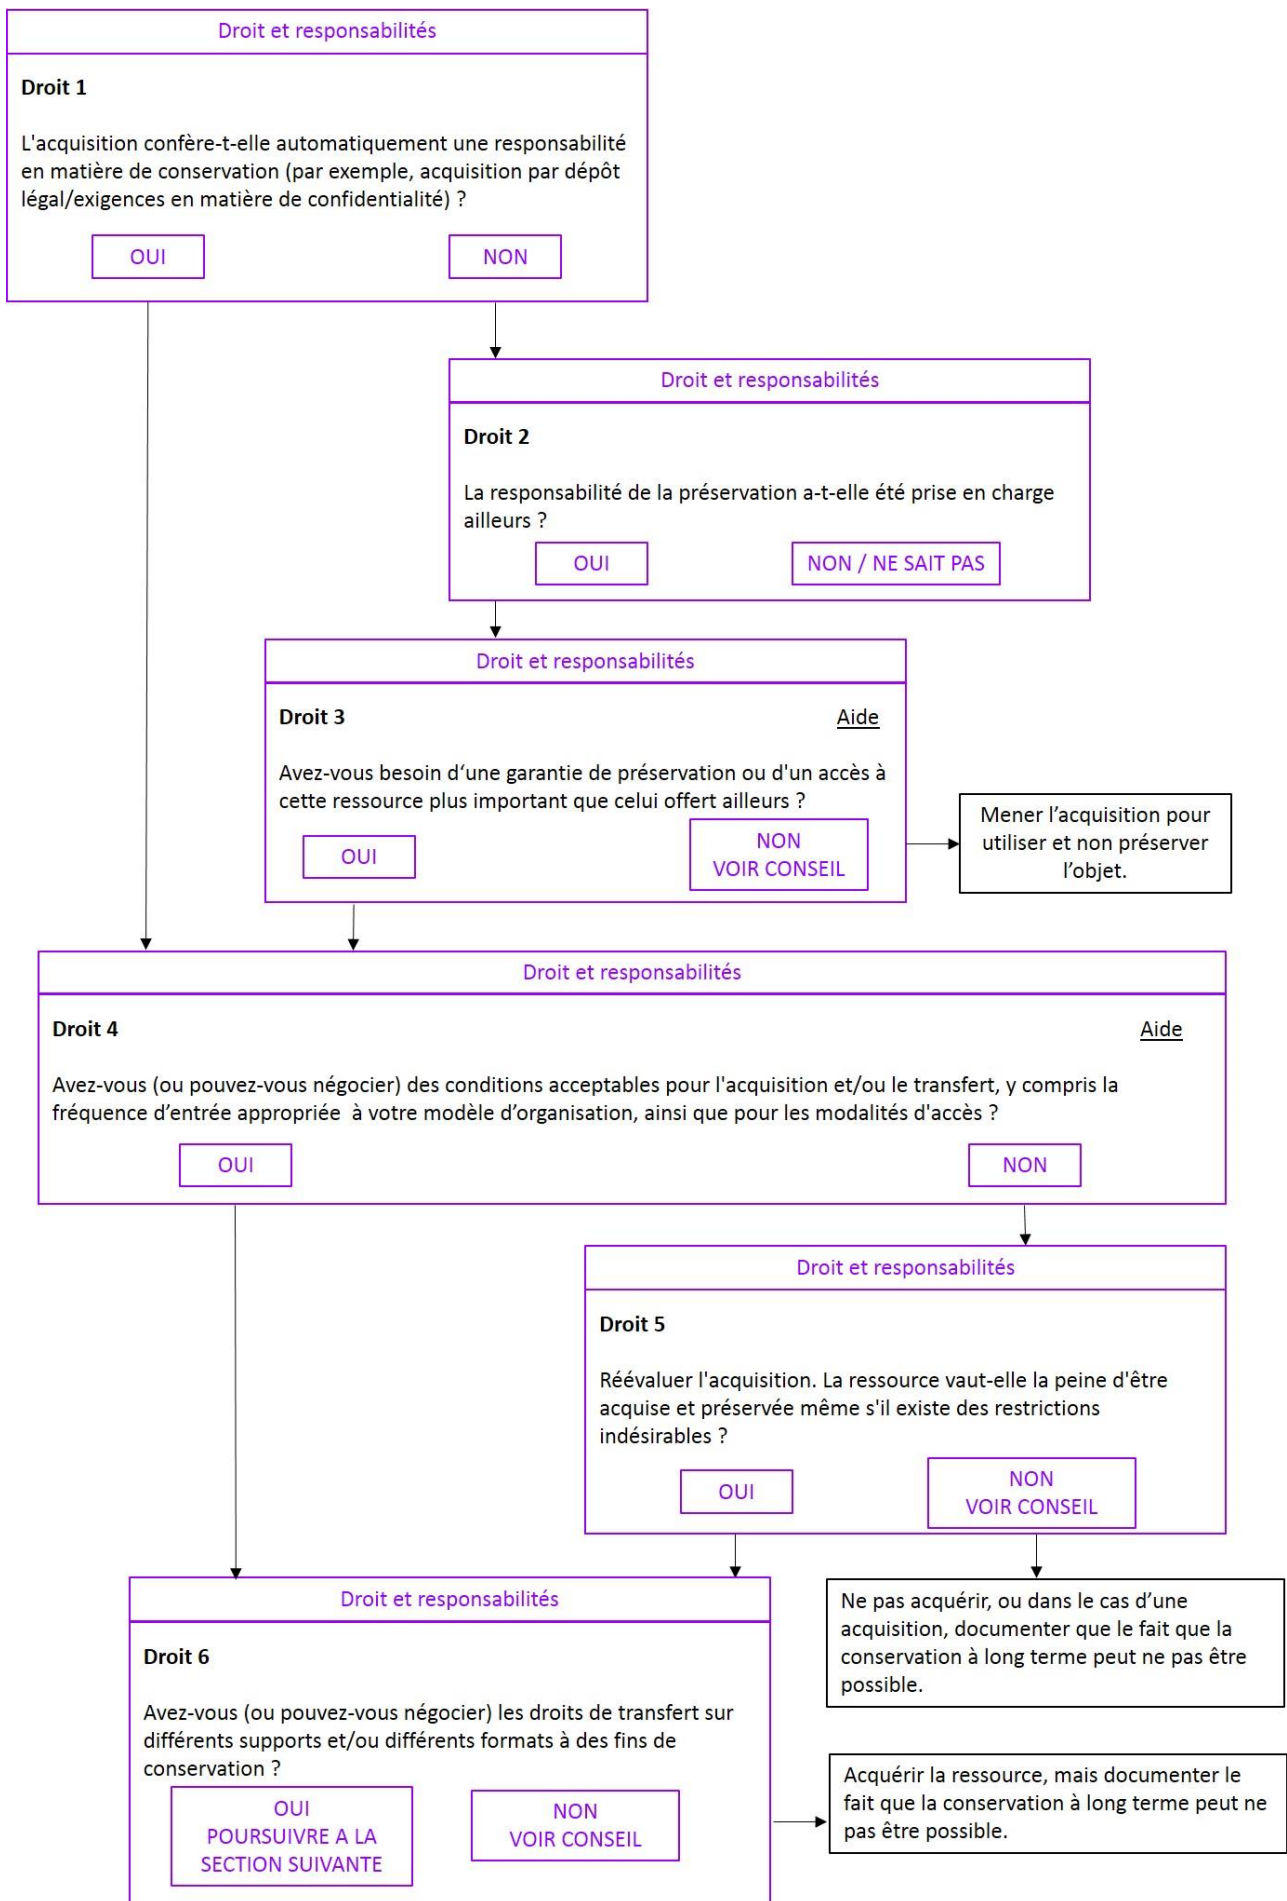 Droit et responsabilités
Droit 1
L'acquisition confère-t-elle automatiquement une responsabilité
en matière de conservation (par exemple, acquisition par dépôt
légal/exigences en matière de confidentialité) ?
OUI
NON
Droit et responsabilités
Droit 2
La responsabilité de la préservation a-t-elle été prise en charge
ailleurs ?
OUI
NON / NE SAIT PAS
Droit et responsabilités
Droit 3
Aide
Avez-vous besoin d‘une garantie de préservation ou d'un accès à
cette ressource plus important que celui offert ailleurs ?
OUI
NON
VOIR CONSEIL
Mener l’acquisition pour
utiliser et non préserver
l’objet.
Droit et responsabilités
Droit 4
Aide
Avez-vous (ou pouvez-vous négocier) des conditions acceptables pour l'acquisition et/ou le transfert, y compris la
fréquence d’entrée appropriée à votre modèle d’organisation, ainsi que pour les modalités d'accès ?
OUI
NON
Droit et responsabilités
Droit 5
Réévaluer l'acquisition. La ressource vaut-elle la peine d'être
acquise et préservée même s'il existe des restrictions
indésirables ?
OUI
NON
VOIR CONSEIL
Ne pas acquérir, ou dans le cas d’une
acquisition, documenter que le fait que la
conservation à long terme peut ne pas être
possible.
Droit et responsabilités
Droit 6
Avez-vous (ou pouvez-vous négocier) les droits de transfert sur
différents supports et/ou différents formats à des fins de
conservation ?
OUI
POURSUIVRE A LA
SECTION SUIVANTE
NON
VOIR CONSEIL
Acquérir la ressource, mais documenter le
fait que la conservation à long terme peut ne
pas être possible.